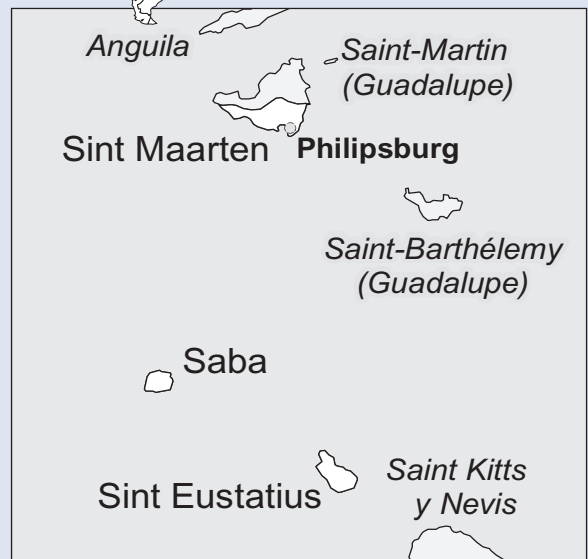 Anguila
Saint-Martin
(Guadalupe)
Sint Maarten
Philipsburg
Saint-Barthélemy
(Guadalupe)
Saba
Sint Eustatius
Saint Kitts
y Nevis